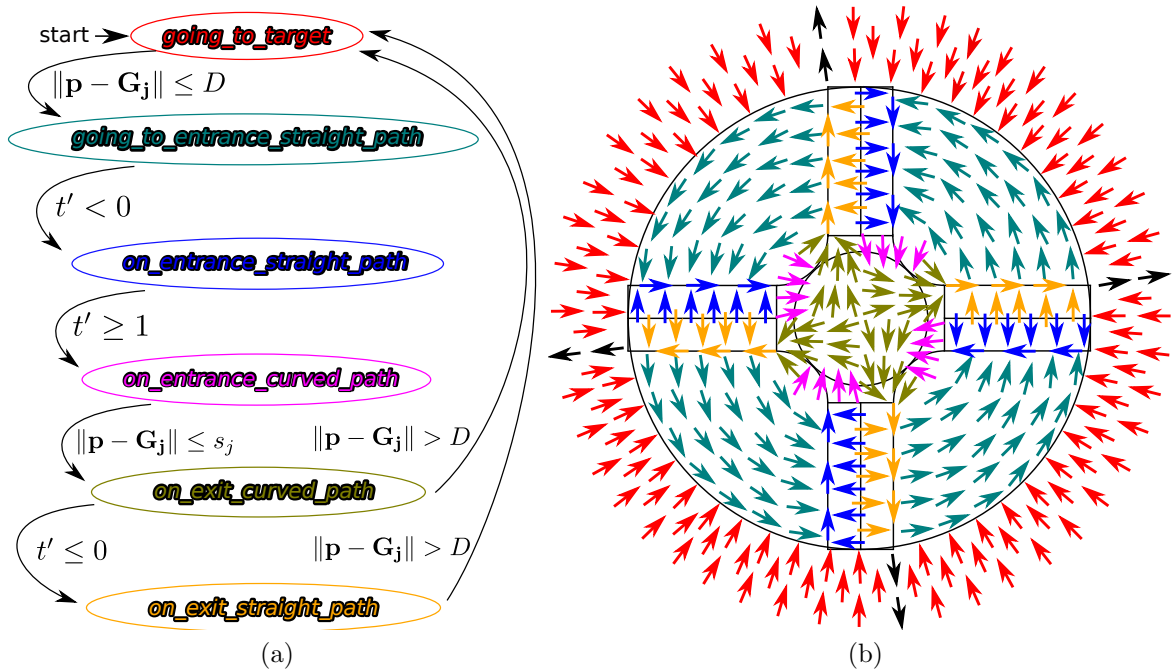 start
going_to_target
‖p − G_j‖ ≤ D
going_to_entrance_straight_path
t′ < 0
on_entrance_straight_path
t′ ≥ 1
on_entrance_curved_path
‖p − G_j‖ ≤ s_j
‖p − G_j‖ > D
on_exit_curved_path
t′ ≤ 0
‖p − G_j‖ > D
on_exit_straight_path
(a)
(b)